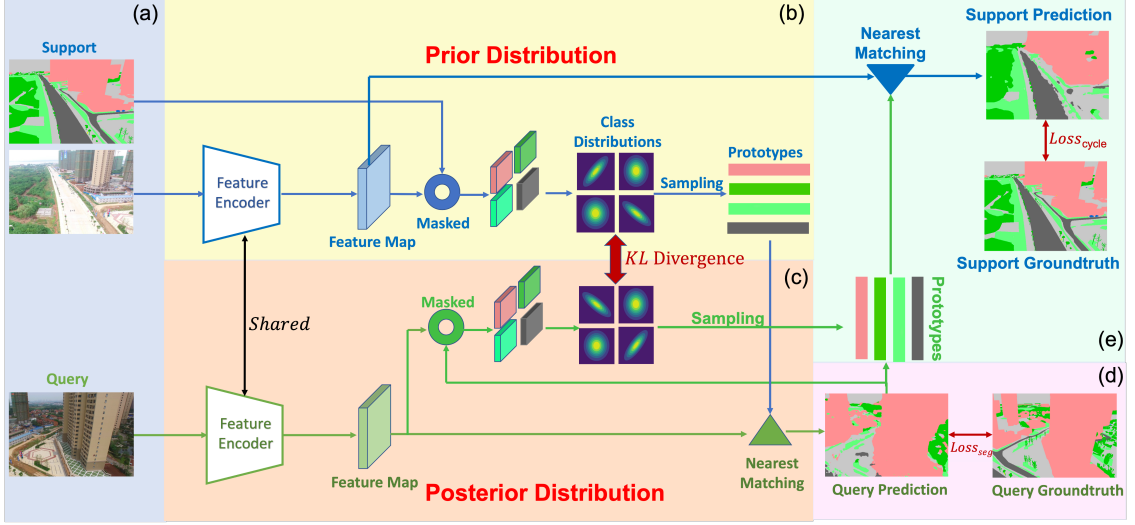 (a)
Support
Query
(b)
Prior Distribution
Feature
Encoder
Feature Map
Masked
Class
Distributions
Sampling
Prototypes
KL Divergence
Shared
(c)
Masked
Sampling
Feature
Encoder
Feature Map
Posterior Distribution
Nearest
Matching
Nearest
Matching
Support Prediction
Loss_cycle
Support Groundtruth
Prototypes
(e)
(d)
Loss_seg
Query Prediction
Query Groundtruth